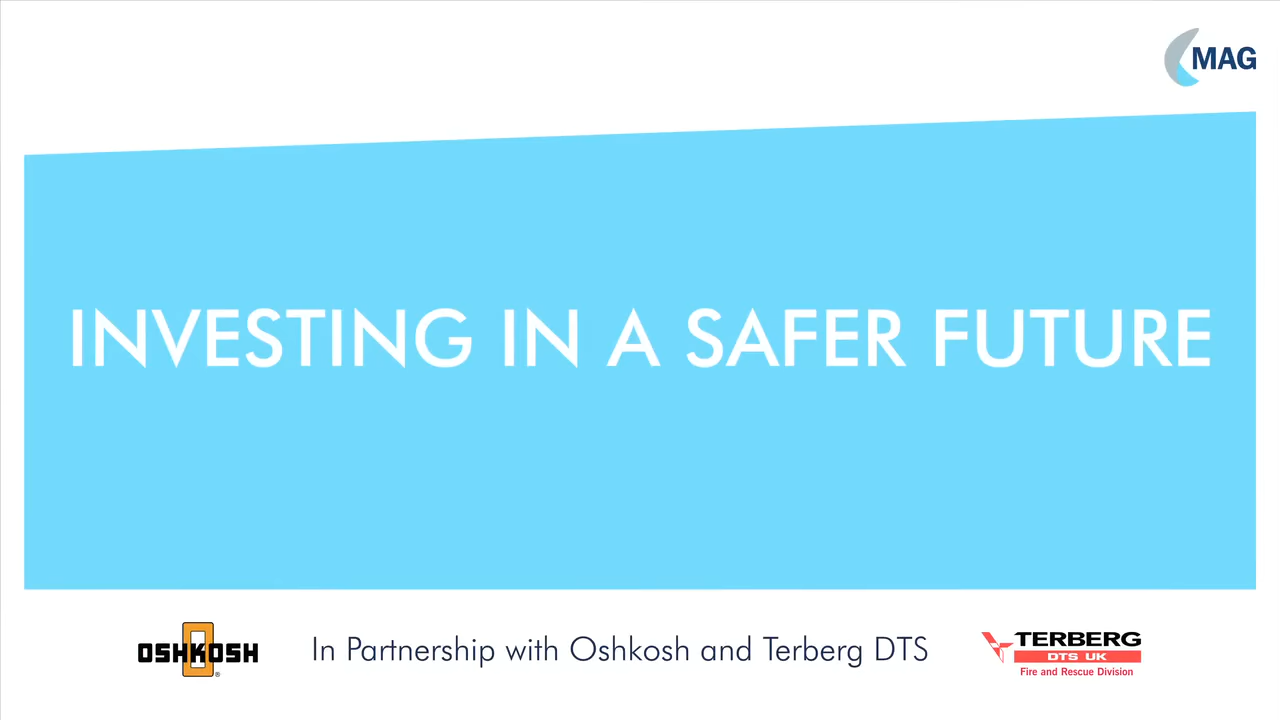 MAG
INVESTING IN A SAFER FUTURE
OSHKOSH
®
In Partnership with Oshkosh and Terberg DTS
TERBERG
DTS UK
Fire and Rescue Division